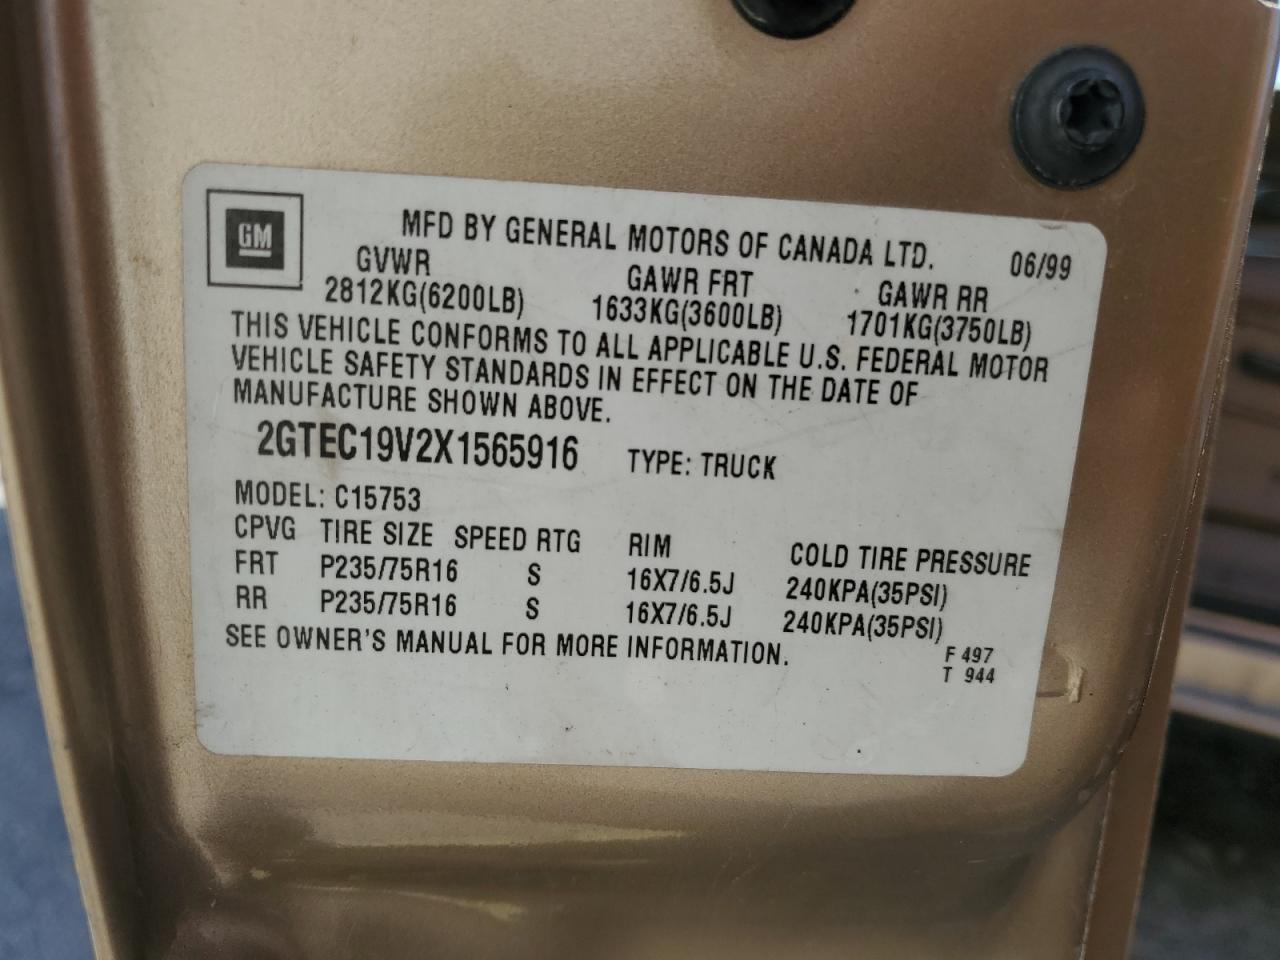 GM
MFD BY GENERAL MOTORS OF CANADA LTD. 06/99
GVWR GAWR FRT GAWR RR
2812KG(6200LB) 1633KG(3600LB) 1701KG(3750LB)
THIS VEHICLE CONFORMS TO ALL APPLICABLE U.S. FEDERAL MOTOR
VEHICLE SAFETY STANDARDS IN EFFECT ON THE DATE OF
MANUFACTURE SHOWN ABOVE.
2GTEC19V2X1565916 TYPE: TRUCK
MODEL: C15753
CPVG TIRE SIZE SPEED RTG RIM COLD TIRE PRESSURE
FRT P235/75R16 S 16X7/6.5J 240KPA(35PSI)
RR P235/75R16 S 16X7/6.5J 240KPA(35PSI)
SEE OWNER'S MANUAL FOR MORE INFORMATION. F 497
T 944